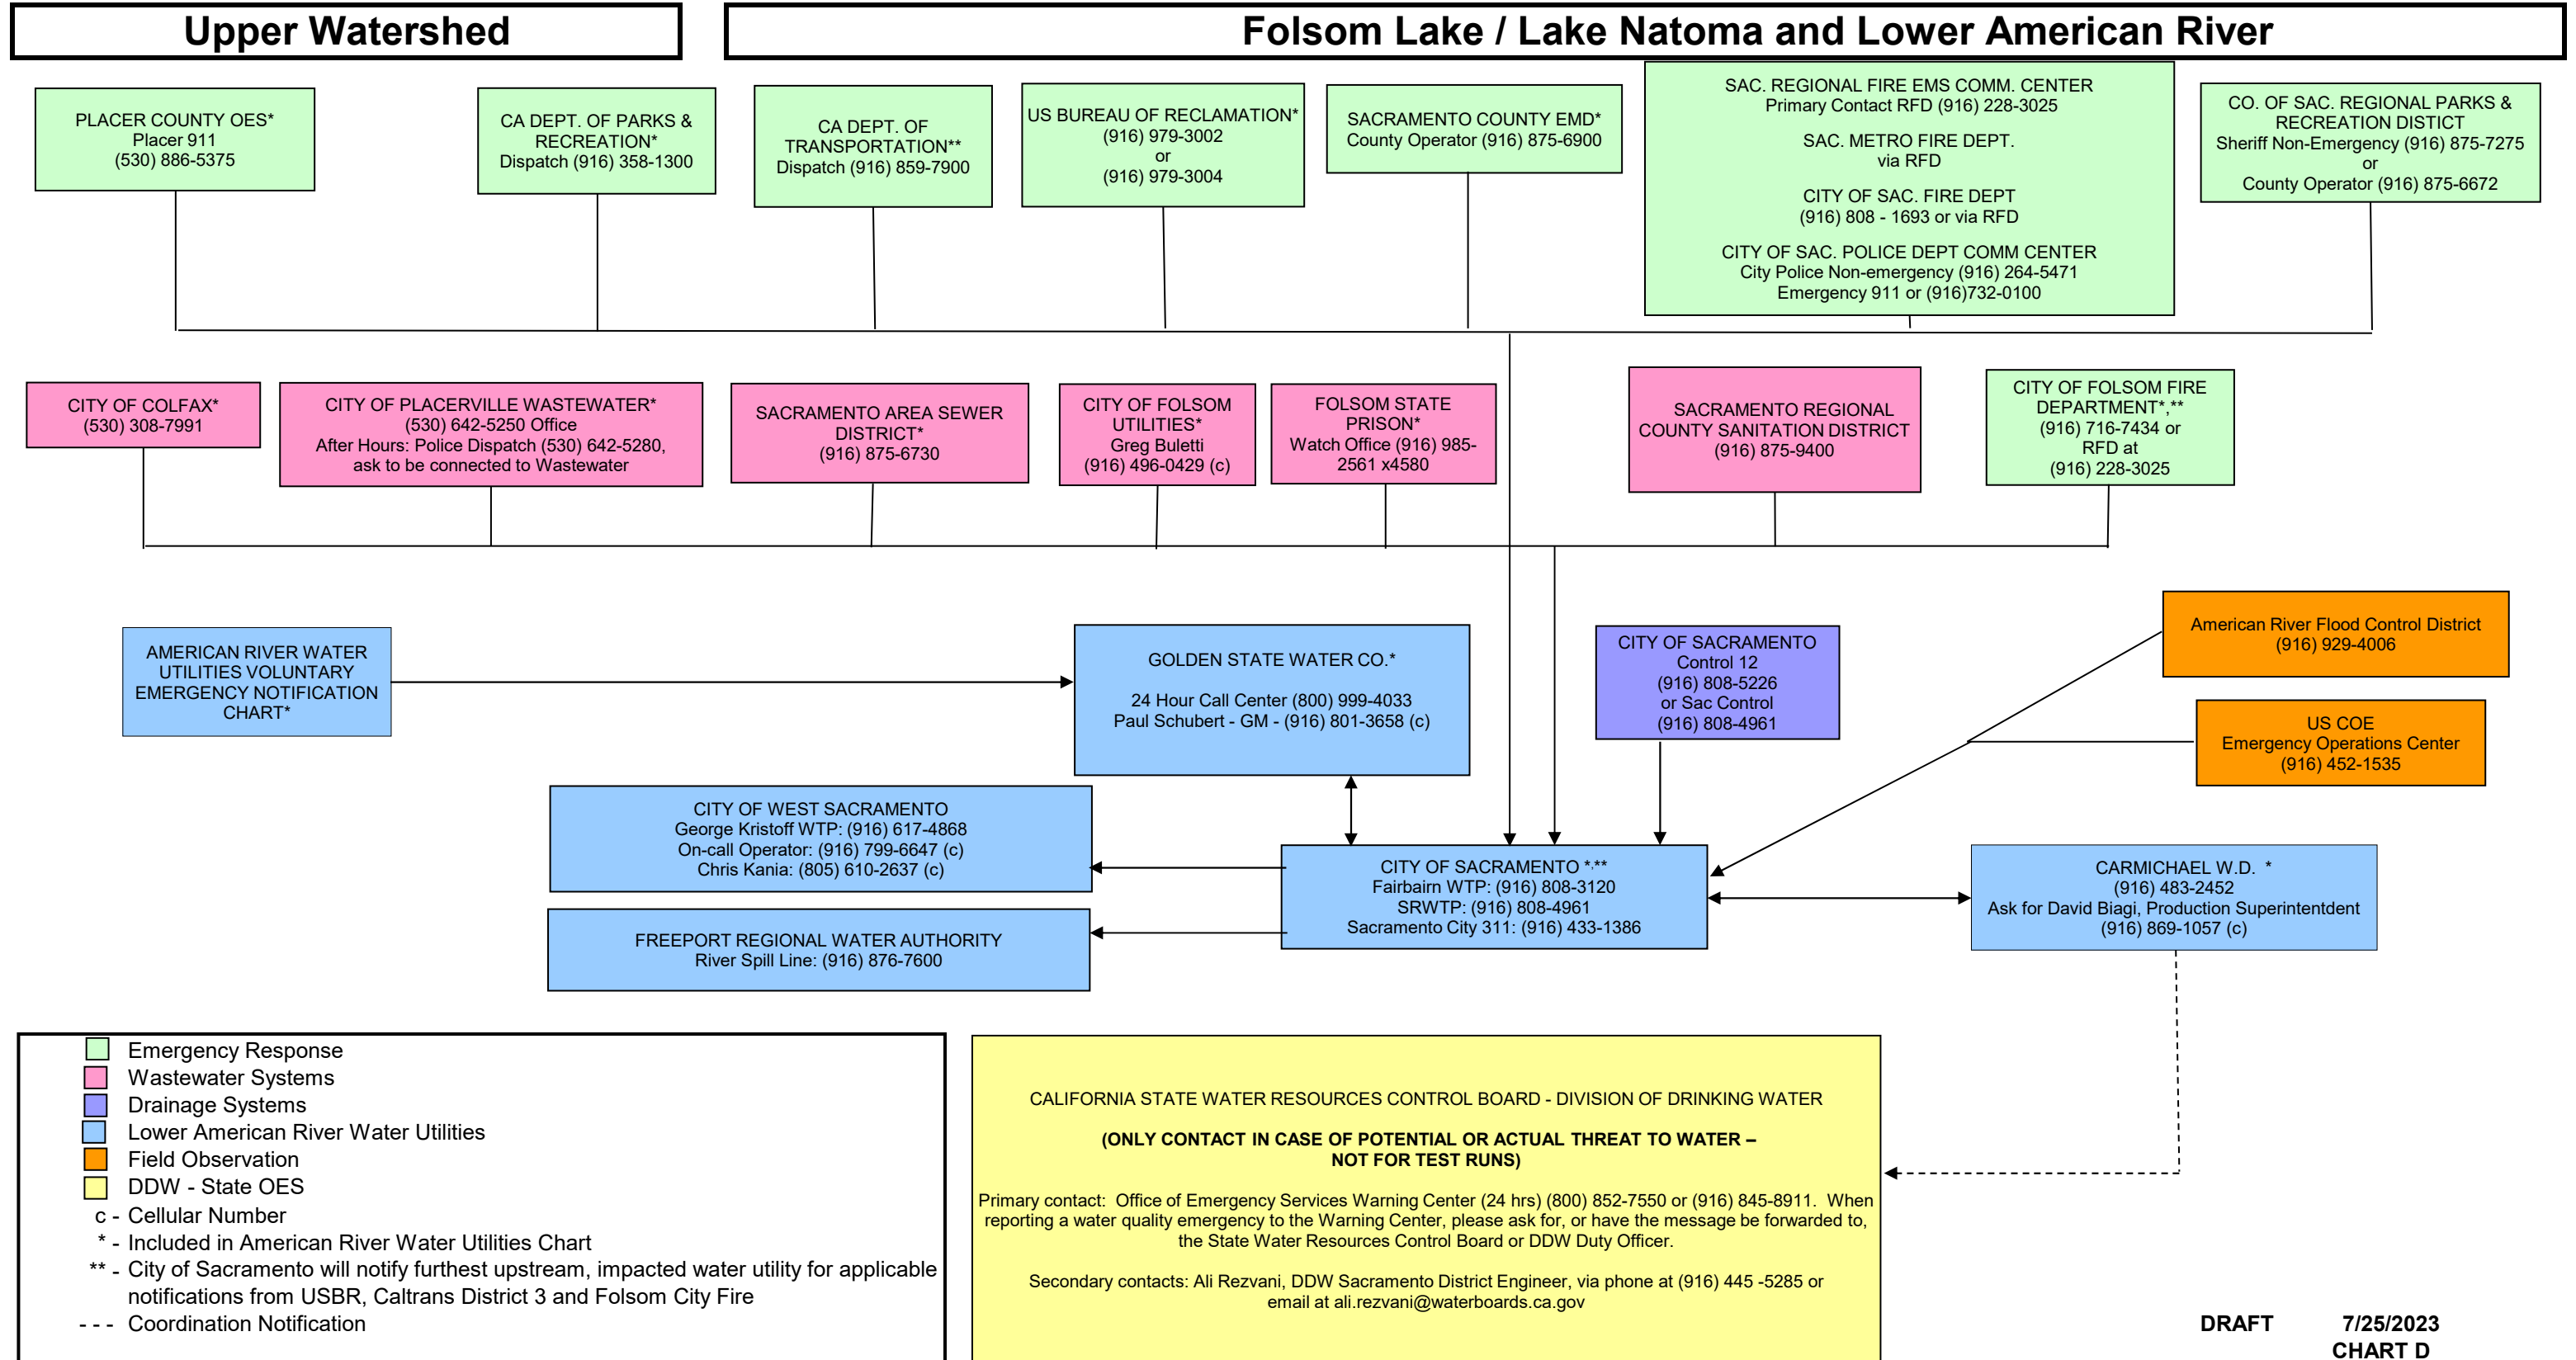 Upper Watershed
Folsom Lake / Lake Natoma and Lower American River
PLACER COUNTY OES*
Placer 911
(530) 886-5375
CA DEPT. OF PARKS &
RECREATION*
Dispatch (916) 358-1300
CA DEPT. OF
TRANSPORTATION**
Dispatch (916) 859-7900
US BUREAU OF RECLAMATION*
(916) 979-3002
or
(916) 979-3004
SACRAMENTO COUNTY EMD*
County Operator (916) 875-6900
SAC. REGIONAL FIRE EMS COMM. CENTER
Primary Contact RFD (916) 228-3025
SAC. METRO FIRE DEPT.
via RFD
CITY OF SAC. FIRE DEPT
(916) 808 - 1693 or via RFD
CITY OF SAC. POLICE DEPT COMM CENTER
City Police Non-emergency (916) 264-5471
Emergency 911 or (916)732-0100
CO. OF SAC. REGIONAL PARKS &
RECREATION DISTICT
Sheriff Non-Emergency (916) 875-7275
or
County Operator (916) 875-6672
CITY OF COLFAX*
(530) 308-7991
CITY OF PLACERVILLE WASTEWATER*
(530) 642-5250 Office
After Hours: Police Dispatch (530) 642-5280,
ask to be connected to Wastewater
SACRAMENTO AREA SEWER
DISTRICT*
(916) 875-6730
CITY OF FOLSOM
UTILITIES*
Greg Buletti
(916) 496-0429 (c)
FOLSOM STATE
PRISON*
Watch Office (916) 985-
2561 x4580
SACRAMENTO REGIONAL
COUNTY SANITATION DISTRICT
(916) 875-9400
CITY OF FOLSOM FIRE
DEPARTMENT*,**
(916) 716-7434 or
RFD at
(916) 228-3025
AMERICAN RIVER WATER
UTILITIES VOLUNTARY
EMERGENCY NOTIFICATION
CHART*
GOLDEN STATE WATER CO.*
24 Hour Call Center (800) 999-4033
Paul Schubert - GM - (916) 801-3658 (c)
CITY OF SACRAMENTO
Control 12
(916) 808-5226
or Sac Control
(916) 808-4961
American River Flood Control District
(916) 929-4006
US COE
Emergency Operations Center
(916) 452-1535
CITY OF WEST SACRAMENTO
George Kristoff WTP: (916) 617-4868
On-call Operator: (916) 799-6647 (c)
Chris Kania: (805) 610-2637 (c)
FREEPORT REGIONAL WATER AUTHORITY
River Spill Line: (916) 876-7600
CITY OF SACRAMENTO *,**
Fairbairn WTP: (916) 808-3120
SRWTP: (916) 808-4961
Sacramento City 311: (916) 433-1386
CARMICHAEL W.D. *
(916) 483-2452
Ask for David Biagi, Production Superintentdent
(916) 869-1057 (c)
Emergency Response
Wastewater Systems
Drainage Systems
Lower American River Water Utilities
Field Observation
DDW - State OES
c - Cellular Number
* - Included in American River Water Utilities Chart
** - City of Sacramento will notify furthest upstream, impacted water utility for applicable
notifications from USBR, Caltrans District 3 and Folsom City Fire
- - - Coordination Notification
CALIFORNIA STATE WATER RESOURCES CONTROL BOARD - DIVISION OF DRINKING WATER
(ONLY CONTACT IN CASE OF POTENTIAL OR ACTUAL THREAT TO WATER –
NOT FOR TEST RUNS)
Primary contact: Office of Emergency Services Warning Center (24 hrs) (800) 852-7550 or (916) 845-8911. When
reporting a water quality emergency to the Warning Center, please ask for, or have the message be forwarded to,
the State Water Resources Control Board or DDW Duty Officer.
Secondary contacts: Ali Rezvani, DDW Sacramento District Engineer, via phone at (916) 445 -5285 or
email at ali.rezvani@waterboards.ca.gov
DRAFT 7/25/2023
CHART D